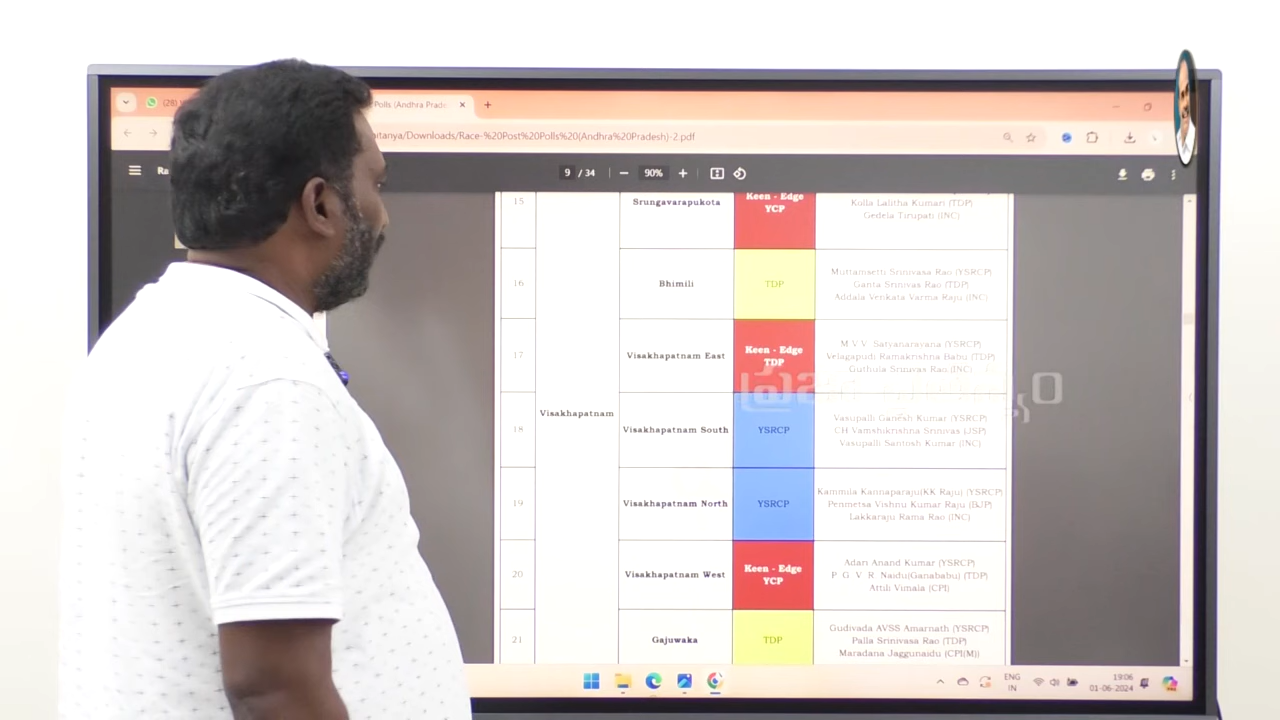 (28)
Polls (Andhra Prade
aitanya/Downloads/Race-%20Post%20Polls%20(Andhra%20Pradesh)-2.pdf
Ra
9 / 34
90%
15
Srungavarapukota
Keen - Edge
YCP
Kolla Lalitha Kumari (TDP)
Gedela Tirupati (INC)
16
Bhimili
TDP
Muttamsetti Srinivasa Rao (YSRCP)
Ganta Srinivas Rao (TDP)
Addala Venkata Varma Raju (INC)
17
Visakhapatnam East
Keen - Edge
TDP
M.V.V. Satyanarayana (YSRCP)
Velagapudi Ramakrishna Babu (TDP)
Guthula Srinivas Rao (INC)
Visakhapatnam
18
Visakhapatnam South
YSRCP
Vasupalli Ganesh Kumar (YSRCP)
CH Vamshikrishna Srinivas (JSP)
Vasupalli Santosh Kumar (INC)
19
Visakhapatnam North
YSRCP
Kammila Kannaparaju(KK Raju) (YSRCP)
Penmetsa Vishnu Kumar Raju (BJP)
Lakkaraju Rama Rao (INC)
20
Visakhapatnam West
Keen - Edge
YCP
Adari Anand Kumar (YSRCP)
P. G. V. R. Naidu(Ganababu) (TDP)
Attili Vimala (CPI)
21
Gajuwaka
TDP
Gudivada AVSS Amarnath (YSRCP)
Palla Srinivasa Rao (TDP)
Maradana Jaggunaidu (CPI(M))
ENG
IN
19:06
01-06-2024